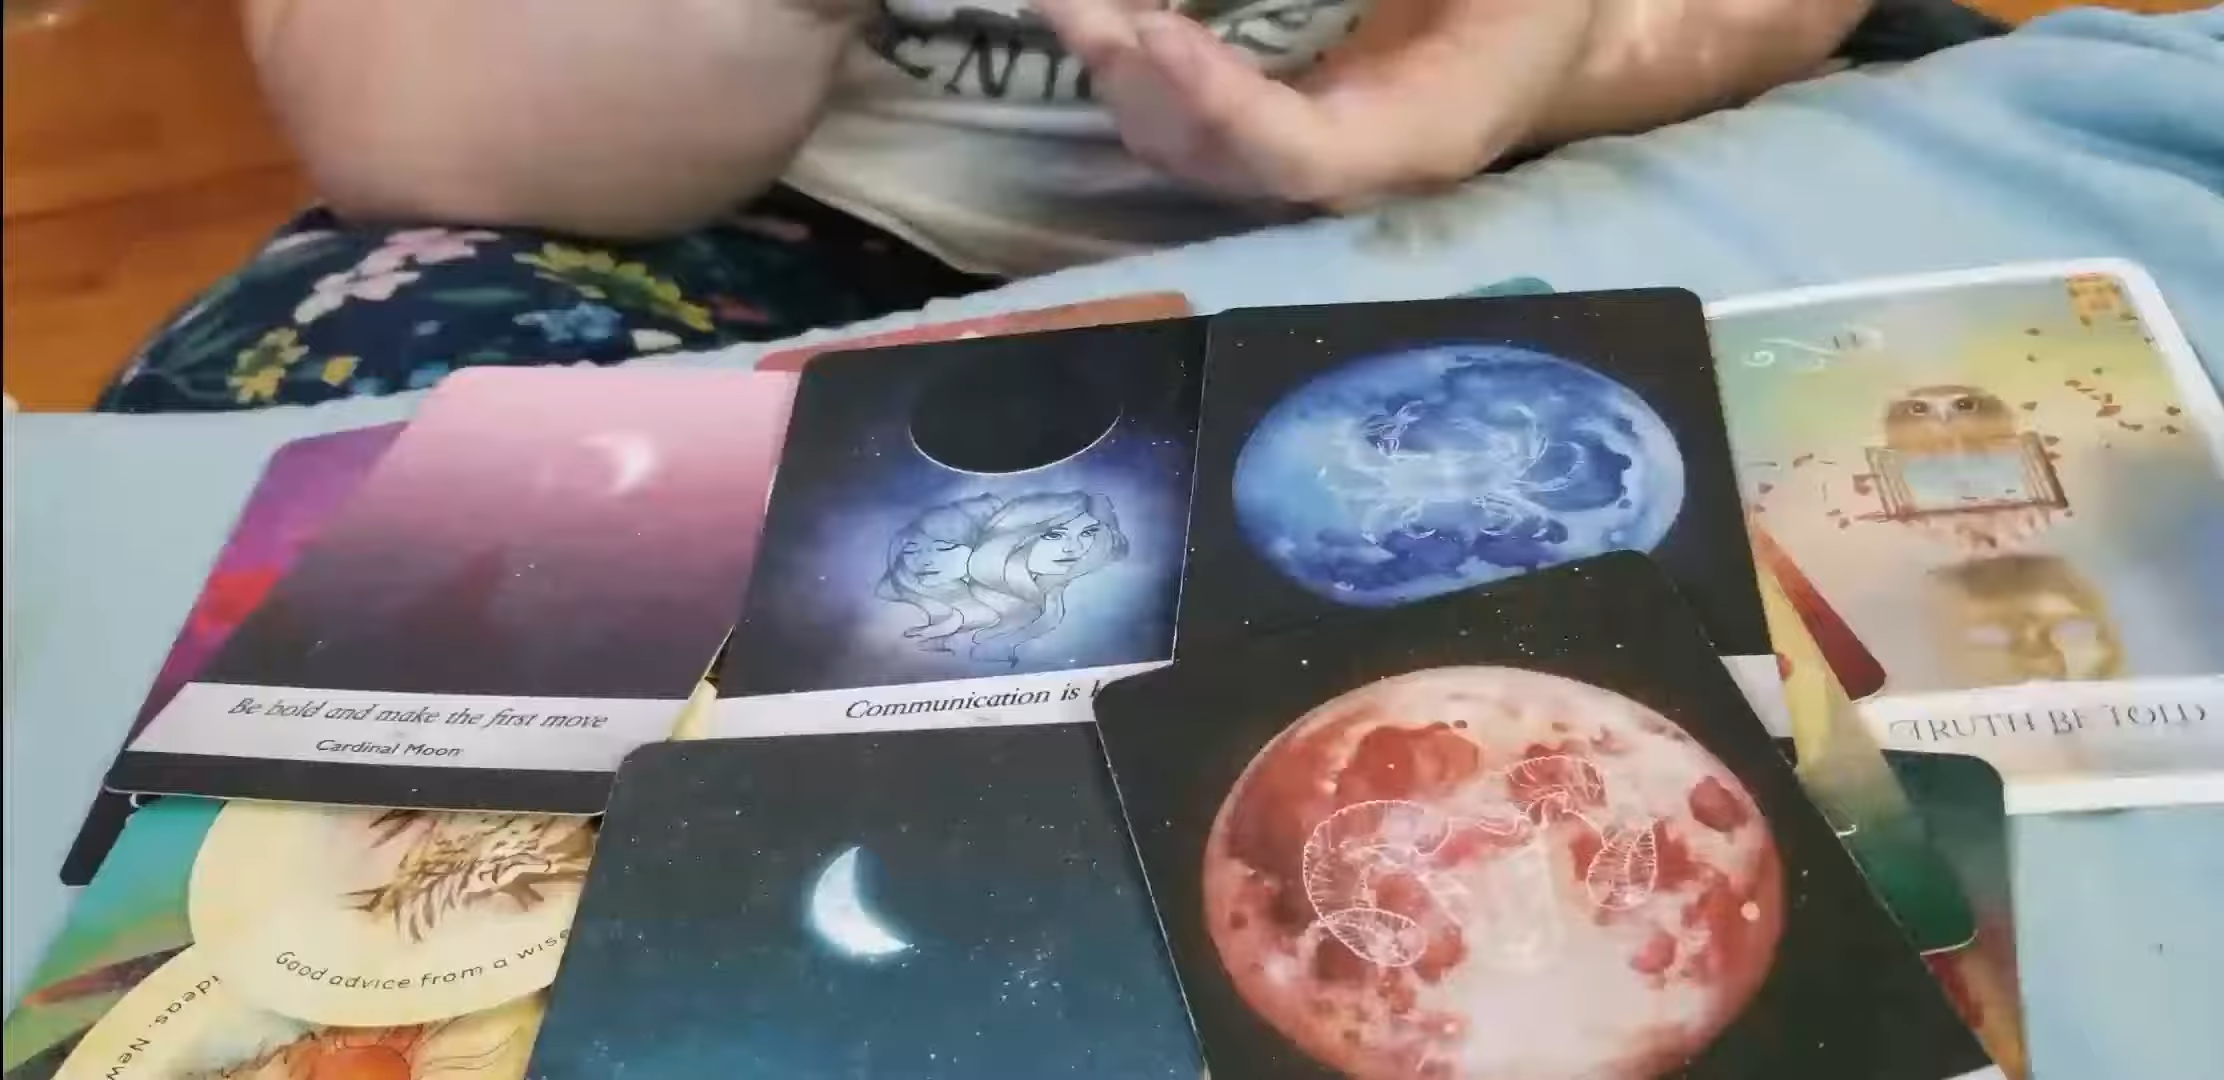 Be bold and make the first move
Cardinal Moon
Communication is
TRUTH BE TOLD
Good advice from a wise
ideas. New